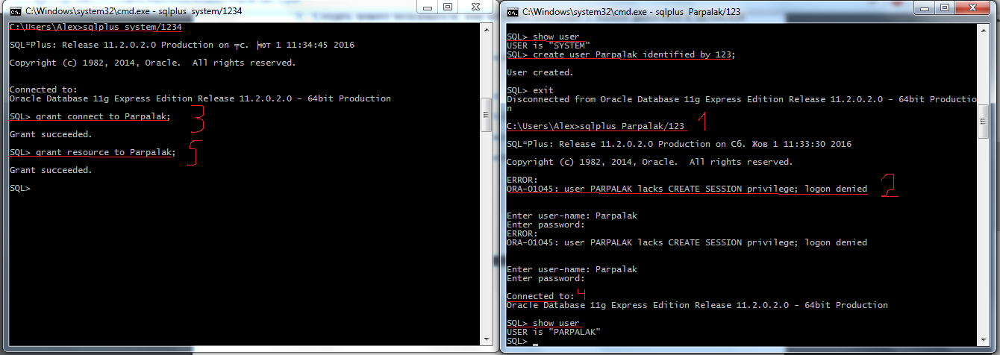 C:\Windows\system32\cmd.exe - sqlplus system/1234
C:\Users\Alex>sqlplus system/1234
SQL*Plus: Release 11.2.0.2.0 Production on 1 11:34:45 2016
Copyright (c) 1982, 2014, Oracle. All rights reserved.
Connected to:
Oracle Database 11g Express Edition Release 11.2.0.2.0 - 64bit Production
SQL> grant connect to Parpalak; 3
Grant succeeded.
SQL> grant resource to Parpalak; 5
Grant succeeded.
SQL>
C:\Windows\system32\cmd.exe - sqlplus Parpalak/123
SQL> show user
USER is "SYSTEM"
SQL> create user Parpalak identified by 123;
User created.
SQL> exit
Disconnected from Oracle Database 11g Express Edition Release 11.2.0.2.0 - 64bit Productio
n
C:\Users\Alex>sqlplus Parpalak/123 1
SQL*Plus: Release 11.2.0.2.0 Production on Сб. Жов 1 11:33:30 2016
Copyright (c) 1982, 2014, Oracle. All rights reserved.
ERROR:
ORA-01045: user PARPALAK lacks CREATE SESSION privilege; logon denied 2
Enter user-name: Parpalak
Enter password:
ERROR:
ORA-01045: user PARPALAK lacks CREATE SESSION privilege; logon denied
Enter user-name: Parpalak
Enter password:
Connected to: 4
Oracle Database 11g Express Edition Release 11.2.0.2.0 - 64bit Production
SQL> show user
USER is "PARPALAK"
SQL>